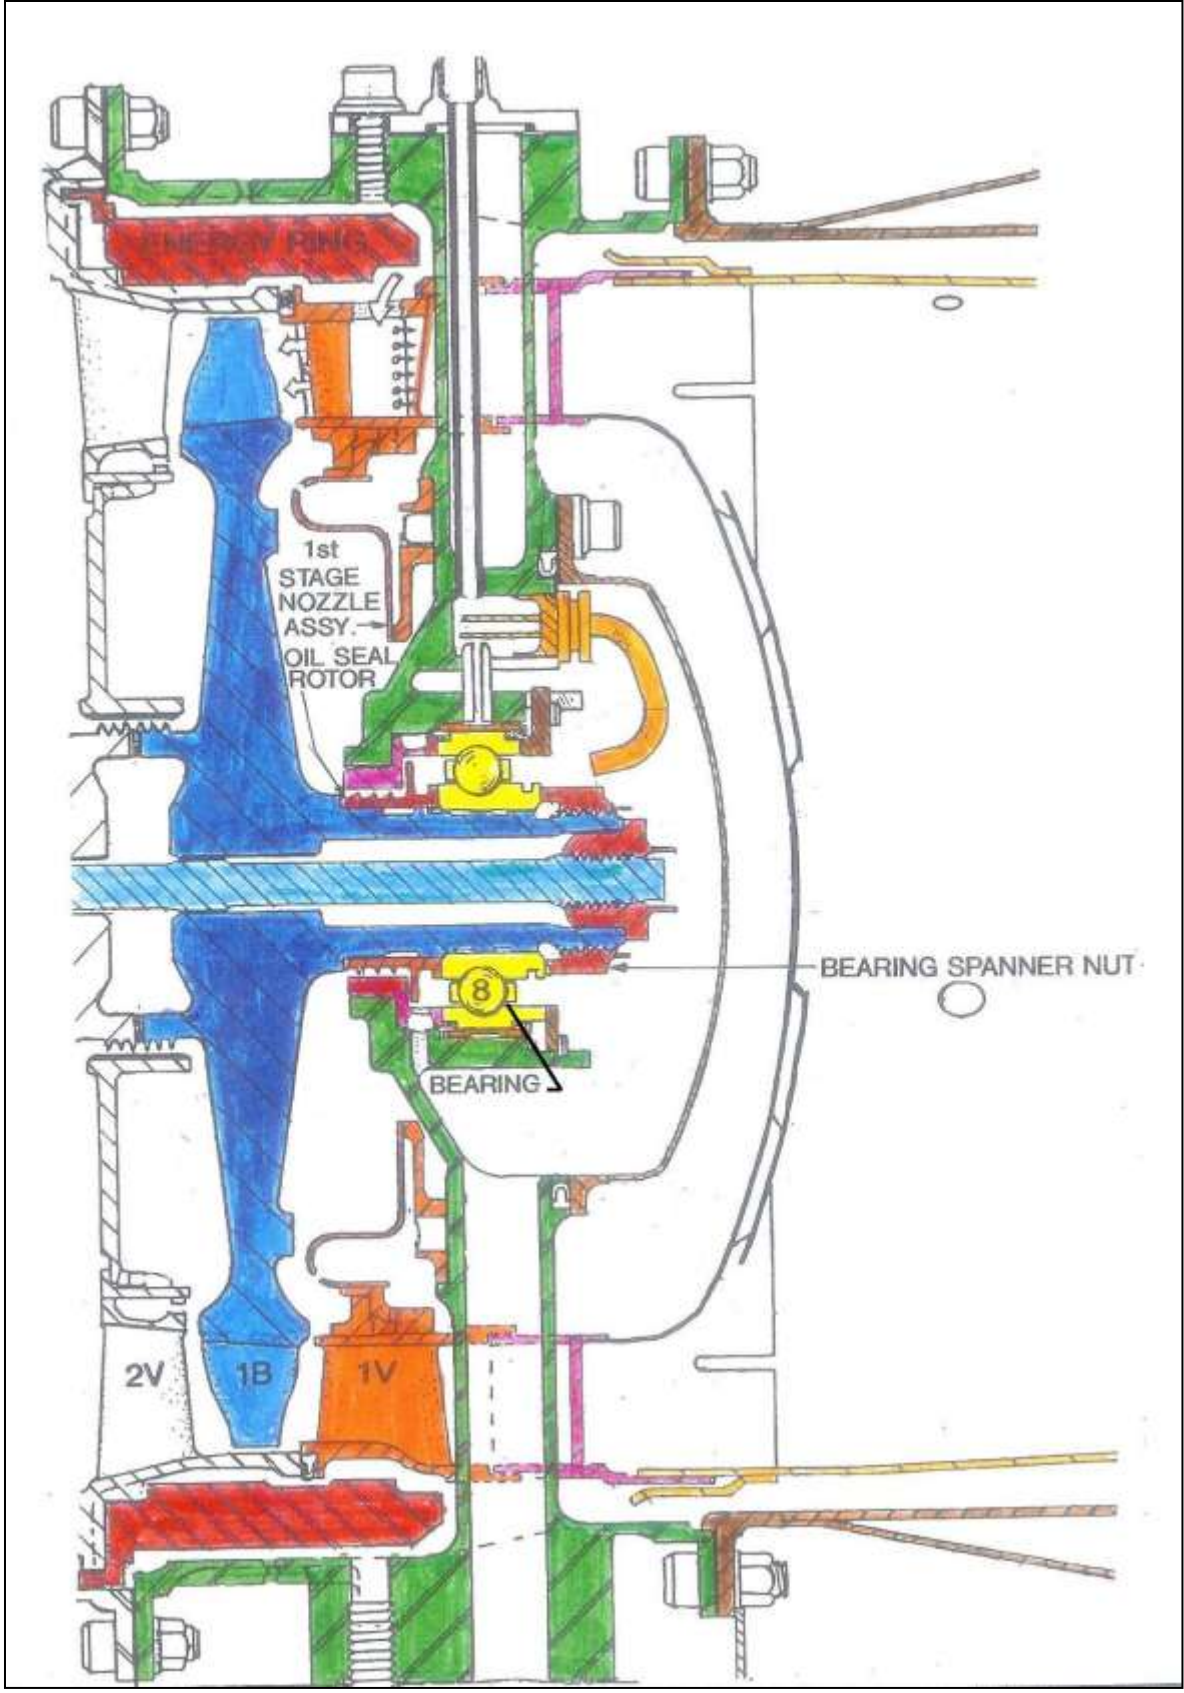 ENERGY RING
1st
STAGE
NOZZLE
ASSY.
OIL SEAL
ROTOR
BEARING SPANNER NUT
8
BEARING
2V
1B
1V